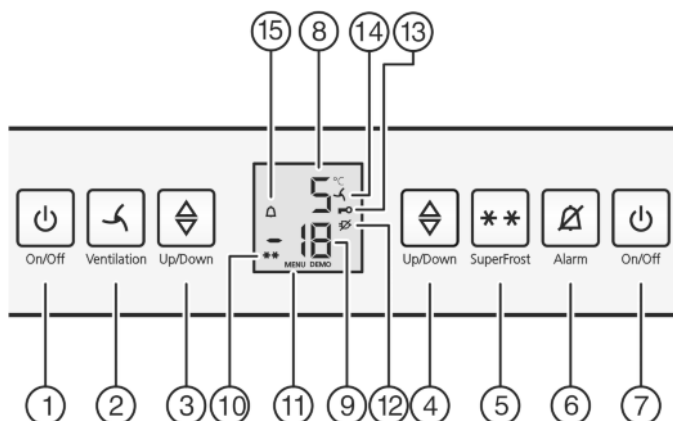 15 8 14 13
5 °C
-18
** MENU DEMO
On/Off Ventilation Up/Down Up/Down SuperFrost Alarm On/Off
1 2 3 10 11 9 12 4 5 6 7